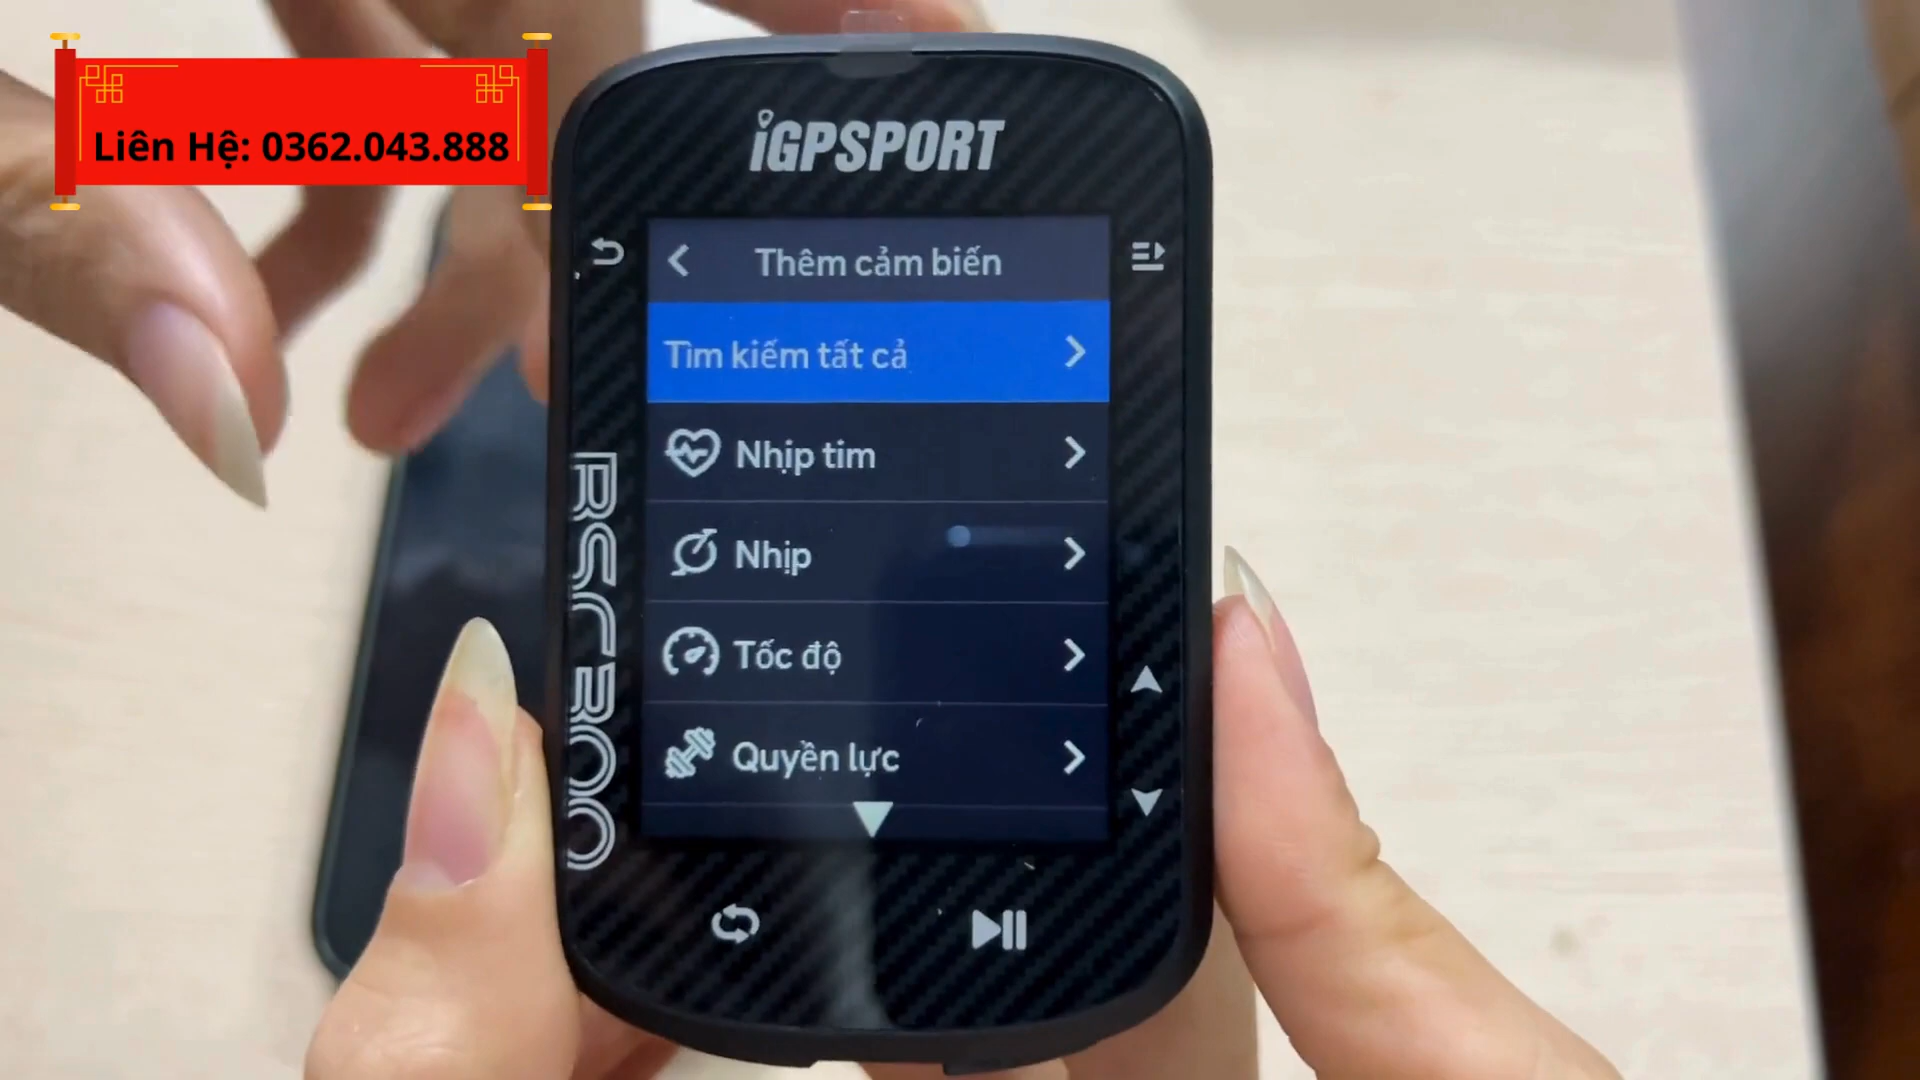 Liên Hệ: 0362.043.888
iGPSPORT
Thêm cảm biến
Tìm kiếm tất cả
Nhịp tim
Nhịp
Tốc độ
Quyền lực
BSC300